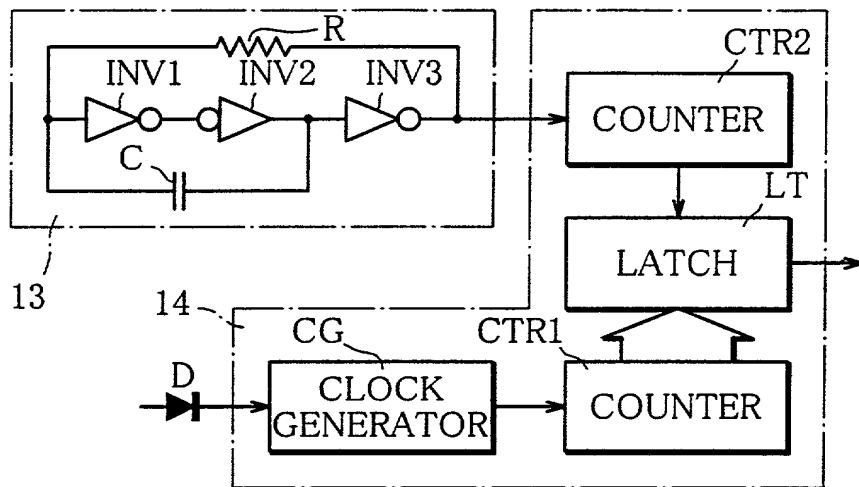 R
INV1 INV2 INV3
C
13
CTR2
COUNTER
LT
LATCH
14
CG
CTR1
D
CLOCK
GENERATOR
COUNTER